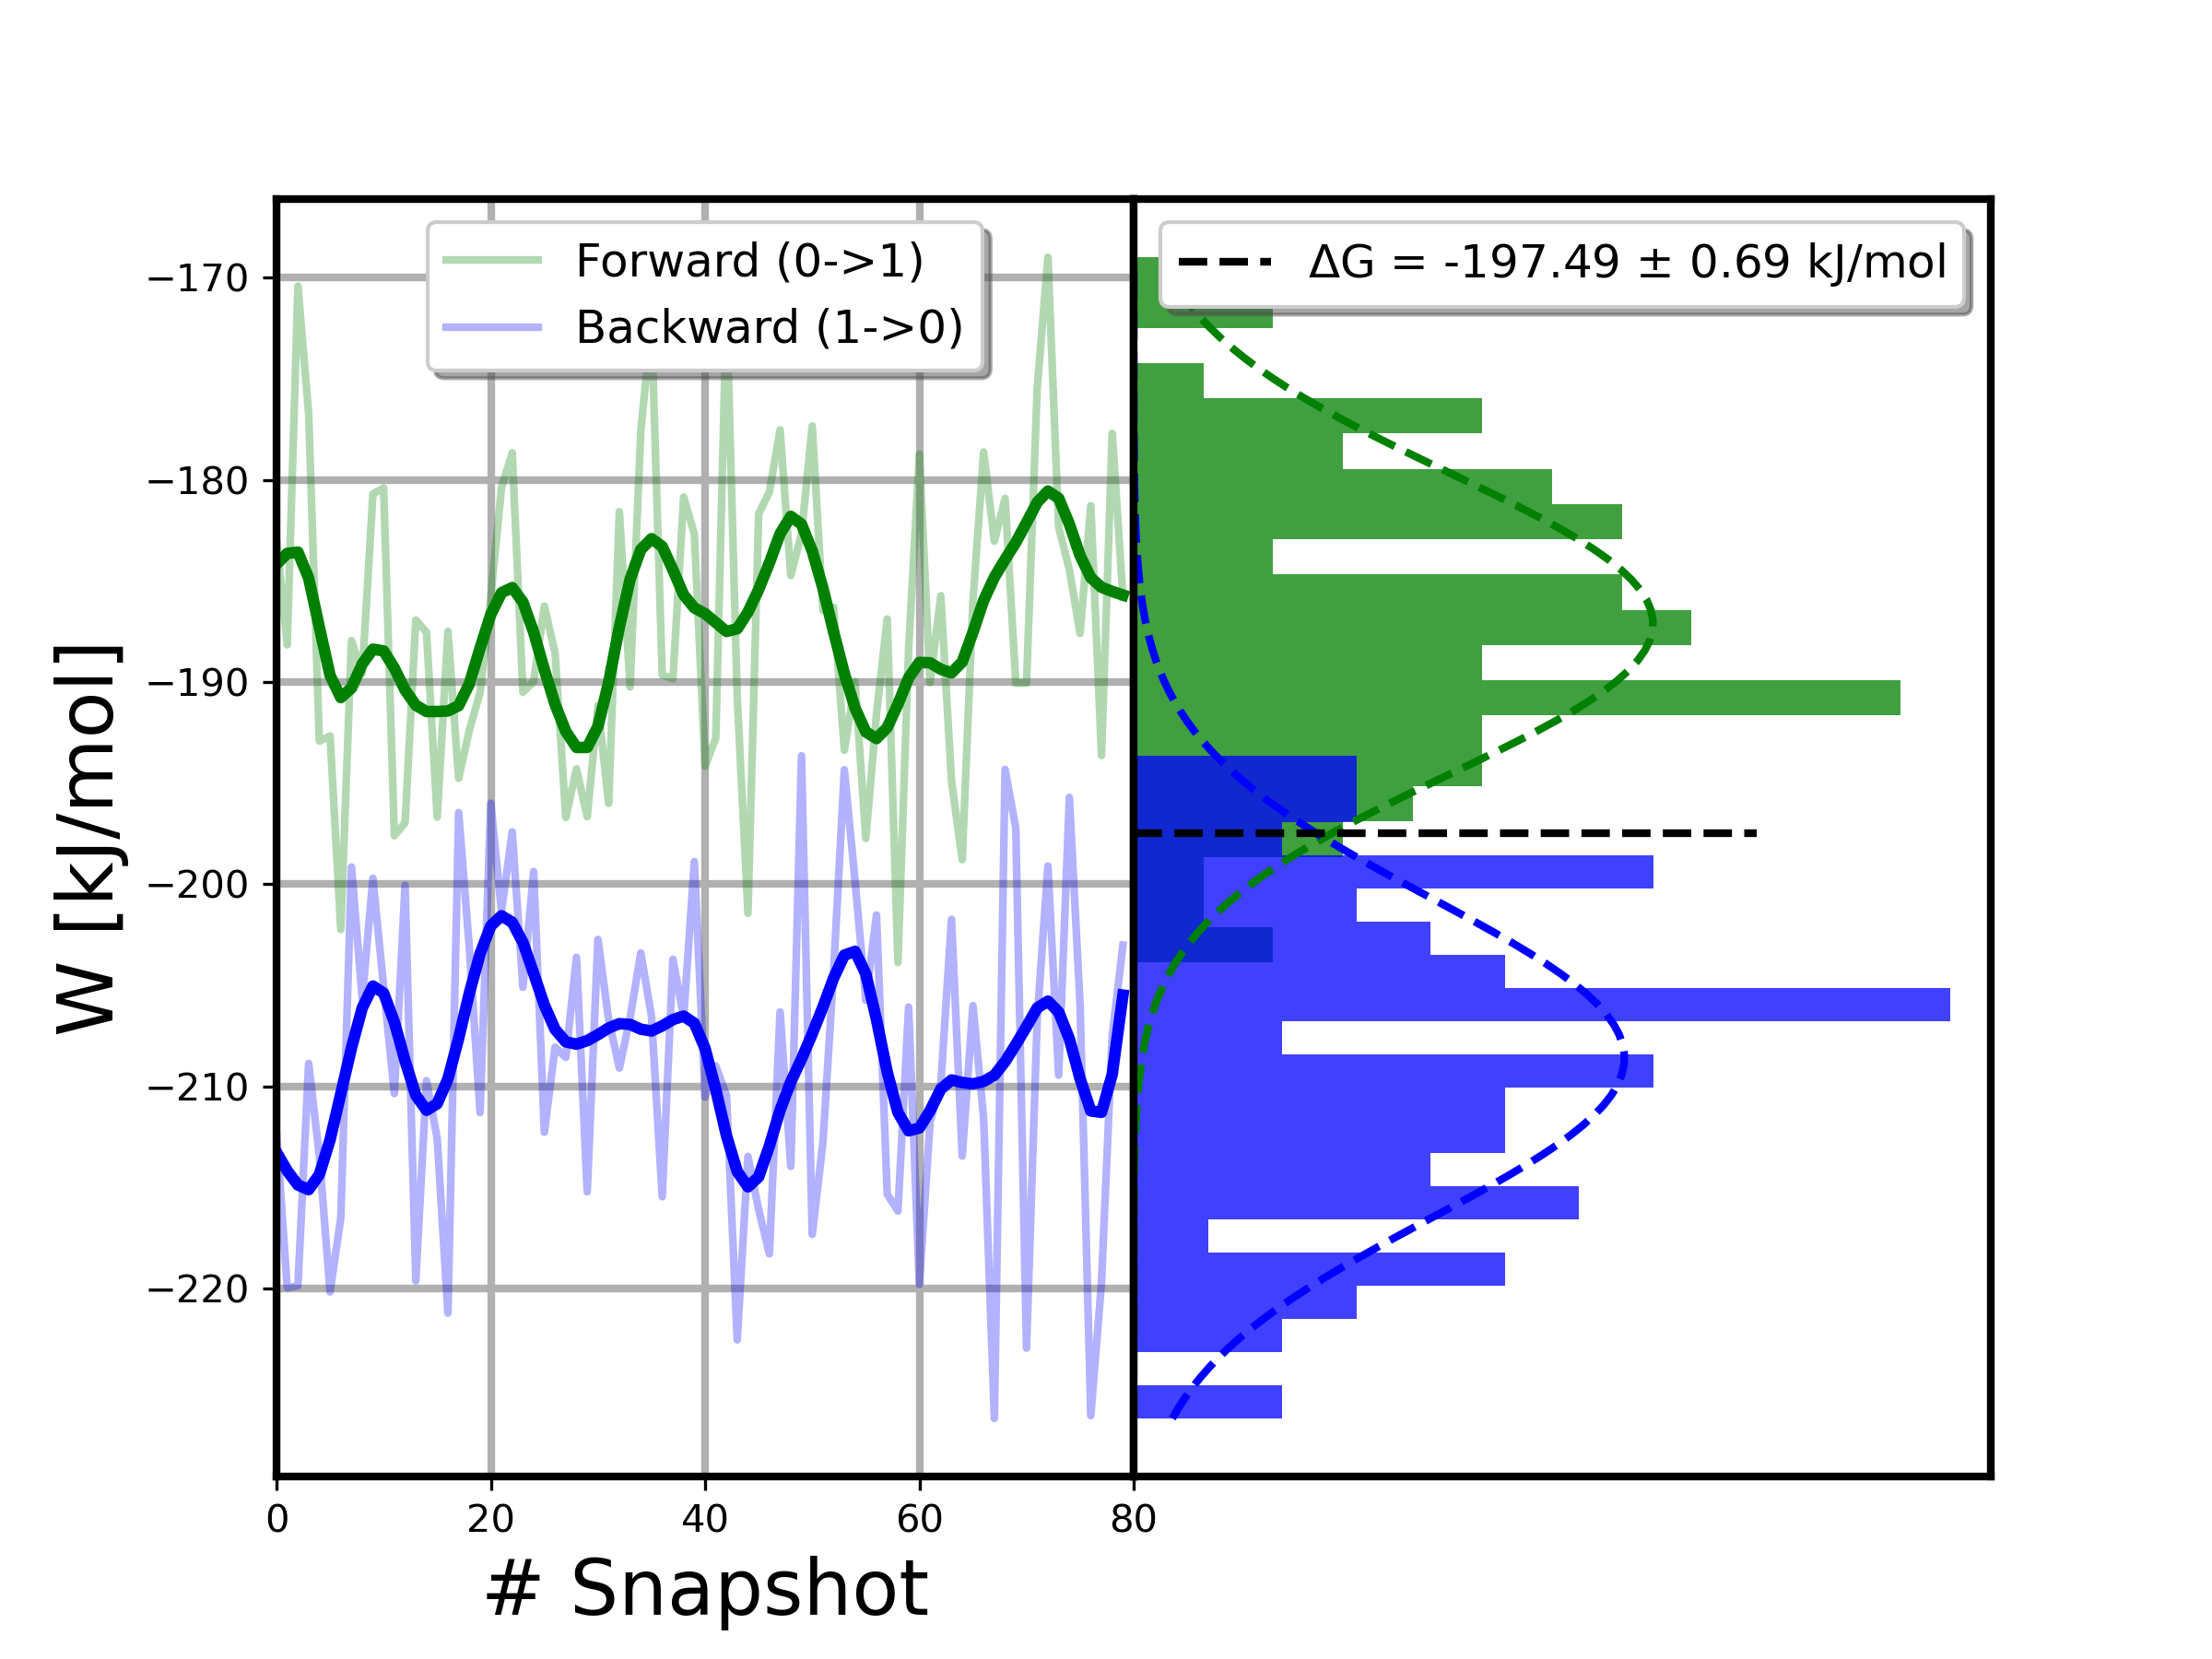 Forward (0->1)
Backward (1->0)
ΔG = -197.49 ± 0.69 kJ/mol
W [kJ/mol]
−170
−180
−190
−200
−210
−220
0 20 40 60 80
# Snapshot